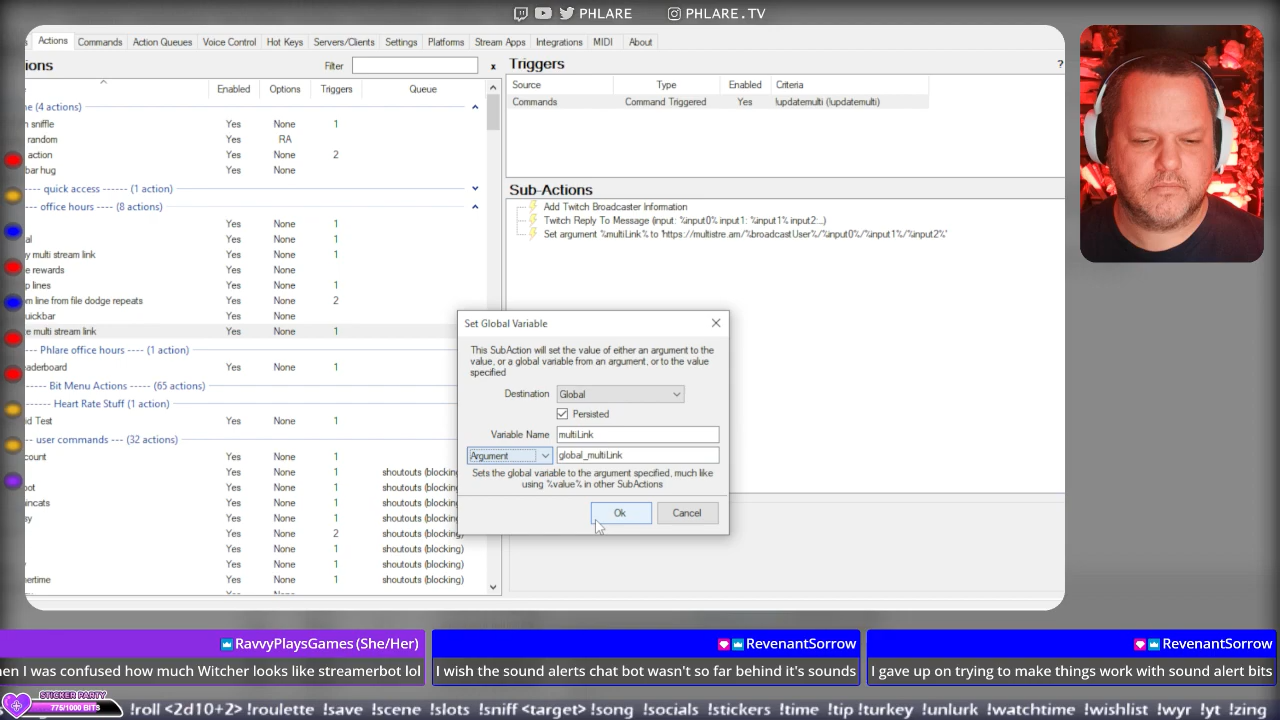 PHLARE PHLARE.TV
Actions Commands Action Queues Voice Control Hot Keys Servers/Clients Settings Platforms Stream Apps Integrations MIDI About
ions Filter x
Enabled Options Triggers Queue
e (4 actions)
n sniffle Yes None 1
random Yes RA
action Yes None 2
bar hug Yes None
---- quick access ------ (1 action)
---- office hours ------ (8 actions)
Yes None 1
al Yes None 1
y multi stream link Yes None 1
e rewards Yes None
p lines Yes None 1
m line from file dodge repeats Yes None 2
uickbar Yes None
e multi stream link Yes None 1
--- Phlare office hours ------ (1 action)
aderboard Yes None 1
----- Bit Menu Actions ------ (65 actions)
------ Heart Rate Stuff ------ (1 action)
id Test Yes None 1
---- user commands ------ (32 actions)
count Yes None 1
Yes None 1 shoutouts (blocking)
ot Yes None 1 shoutouts (blocking)
ancats Yes None 1 shoutouts (blocking)
sy Yes None 1 shoutouts (blocking)
Yes None 2 shoutouts (blocking)
Yes None 1 shoutouts (blocking)
Yes None 1 shoutouts (blocking)
ertime Yes None 1 shoutouts (blocking)
Triggers ?
Source Type Enabled Criteria
Commands Command Triggered Yes !updatemulti (!updatemulti)
Sub-Actions
Add Twitch Broadcaster Information
Twitch Reply To Message (input: %input0% input1: %input1% input2:...)
Set argument %multiLink% to 'https://multistre.am/%broadcastUser%/%input0%/%input1%/%input2%'
Set Global Variable
This SubAction will set the value of either an argument to the
value, or a global variable from an argument, or to the value
specified
Destination Global
Persisted
Variable Name multiLink
Argument global_multiLink
Sets the global variable to the argument specified, much like
using %value% in other SubActions
Ok Cancel
RavvyPlaysGames (She/Her)
en I was confused how much Witcher looks like streamerbot lol
RevenantSorrow
I wish the sound alerts chat bot wasn't so far behind it's sounds
RevenantSorrow
I gave up on trying to make things work with sound alert bits
STICKER PARTY
775/1000 BITS
!roll <2d10+2> !roulette !save !scene !slots !sniff <target> !song !socials !stickers !time !tip !turkey !unlurk !watchtime !wishlist !wyr !yt !zing